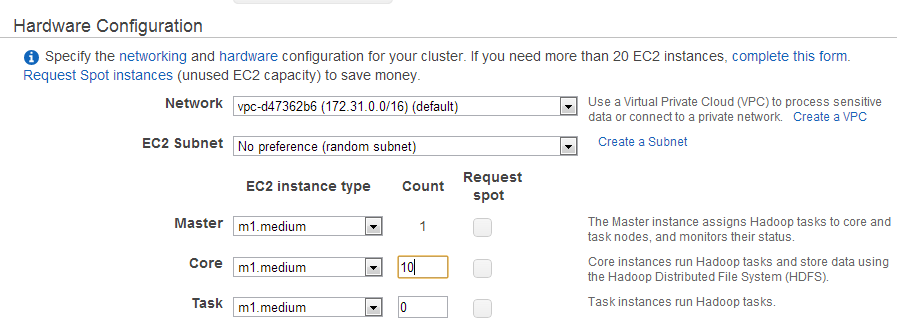 Hardware Configuration
Specify the networking and hardware configuration for your cluster. If you need more than 20 EC2 instances, complete this form.
Request Spot instances (unused EC2 capacity) to save money.
Network vpc-d47362b6 (172.31.0.0/16) (default) Use a Virtual Private Cloud (VPC) to process sensitive
data or connect to a private network. Create a VPC
EC2 Subnet No preference (random subnet) Create a Subnet
EC2 instance type Count Request
spot
Master m1.medium 1 The Master instance assigns Hadoop tasks to core and
task nodes, and monitors their status.
Core m1.medium 10 Core instances run Hadoop tasks and store data using
the Hadoop Distributed File System (HDFS).
Task m1.medium 0 Task instances run Hadoop tasks.